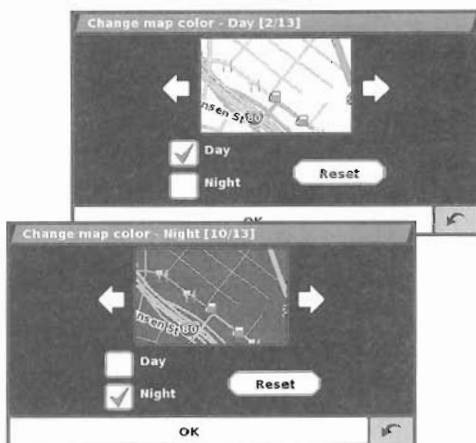 Change map color - Day [2/13]
nsen St 80
Day
Night
Reset
OK
Change map color - Night [10/13]
nsen St 80
Day
Night
Reset
OK